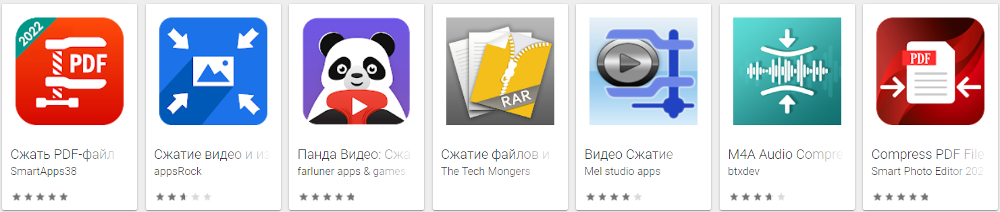 2022
PDF
RAR
PDF
Сжать PDF-файл
SmartApps38
Сжатие видео и из
appsRock
Панда Видео: Сжа
farluner apps & games
Сжатие файлов и
The Tech Mongers
Видео Сжатие
Mel studio apps
M4A Audio Compre
btxdev
Compress PDF File
Smart Photo Editor 202